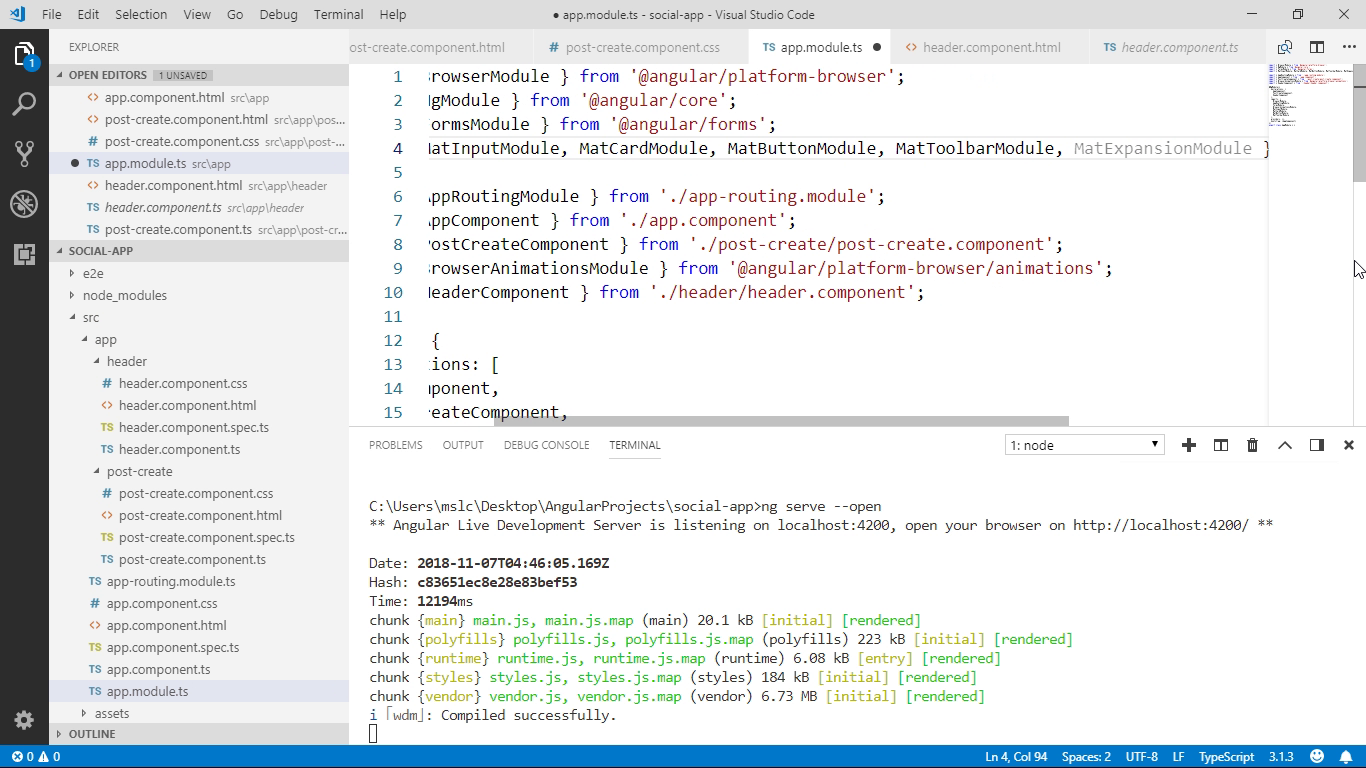 File Edit Selection View Go Debug Terminal Help
● app.module.ts - social-app - Visual Studio Code
EXPLORER
OPEN EDITORS 1 UNSAVED
app.component.html src\app
post-create.component.html src\app\pos...
# post-create.component.css src\app\post-...
TS app.module.ts src\app
header.component.html src\app\header
TS header.component.ts src\app\header
TS post-create.component.ts src\app\post-cr...
SOCIAL-APP
e2e
node_modules
src
app
header
# header.component.css
header.component.html
TS header.component.spec.ts
TS header.component.ts
post-create
# post-create.component.css
post-create.component.html
TS post-create.component.spec.ts
TS post-create.component.ts
TS app-routing.module.ts
# app.component.css
app.component.html
TS app.component.spec.ts
TS app.component.ts
TS app.module.ts
assets
OUTLINE
ost-create.component.html # post-create.component.css TS app.module.ts ● header.component.html TS header.component.ts
1 rowserModule } from '@angular/platform-browser';
2 gModule } from '@angular/core';
3 ormsModule } from '@angular/forms';
4 MatInputModule, MatCardModule, MatButtonModule, MatToolbarModule, MatExpansionModule }
5
6 ppRoutingModule } from './app-routing.module';
7 ppComponent } from './app.component';
8 ostCreateComponent } from './post-create/post-create.component';
9 rowserAnimationsModule } from '@angular/platform-browser/animations';
10 eaderComponent } from './header/header.component';
11
12 {
13 ions: [
14 ponent,
15 eateComponent,
PROBLEMS OUTPUT DEBUG CONSOLE TERMINAL 1: node
C:\Users\mslc\Desktop\AngularProjects\social-app>ng serve --open
** Angular Live Development Server is listening on localhost:4200, open your browser on http://localhost:4200/ **
Date: 2018-11-07T04:46:05.169Z
Hash: c83651ec8e28e83bef53
Time: 12194ms
chunk {main} main.js, main.js.map (main) 20.1 kB [initial] [rendered]
chunk {polyfills} polyfills.js, polyfills.js.map (polyfills) 223 kB [initial] [rendered]
chunk {runtime} runtime.js, runtime.js.map (runtime) 6.08 kB [entry] [rendered]
chunk {styles} styles.js, styles.js.map (styles) 184 kB [initial] [rendered]
chunk {vendor} vendor.js, vendor.js.map (vendor) 6.73 MB [initial] [rendered]
i ｢wdm｣: Compiled successfully.
0 0 Ln 4, Col 94 Spaces: 2 UTF-8 LF TypeScript 3.1.3